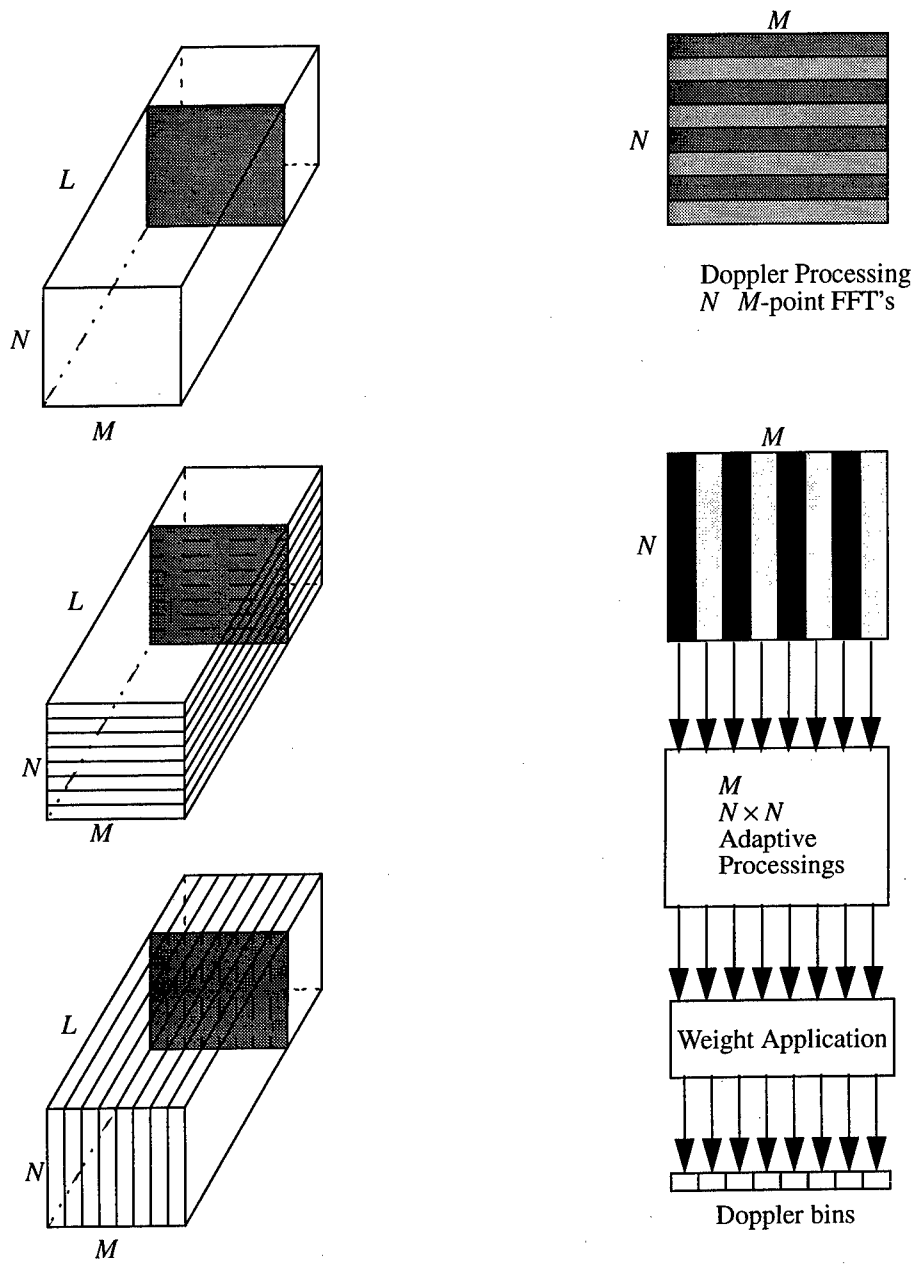 M
N
L
N
M
Doppler Processing
N M-point FFT's
M
N
L
N
M
M
N × N
Adaptive
Processings
L
N
M
Weight Application
Doppler bins